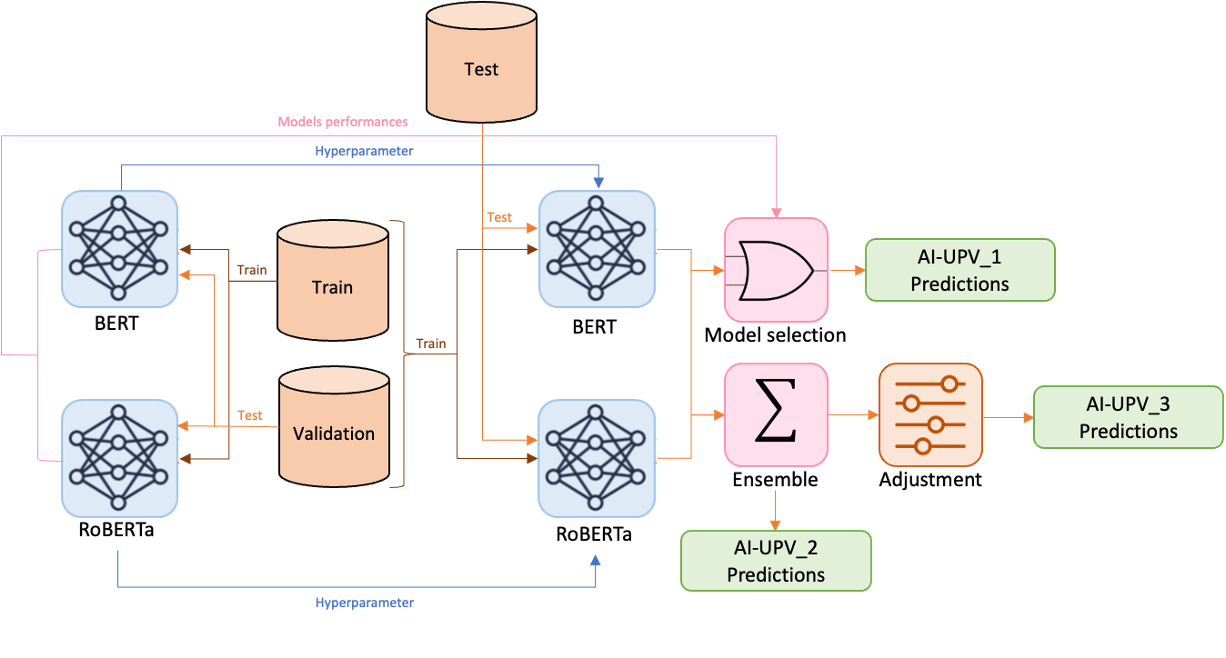 Test
Models performances
Hyperparameter
Test
Train
Train
AI-UPV_1
Predictions
BERT
BERT
Model selection
Train
Test
Validation
AI-UPV_3
Predictions
Ensemble
Adjustment
RoBERTa
RoBERTa
AI-UPV_2
Predictions
Hyperparameter